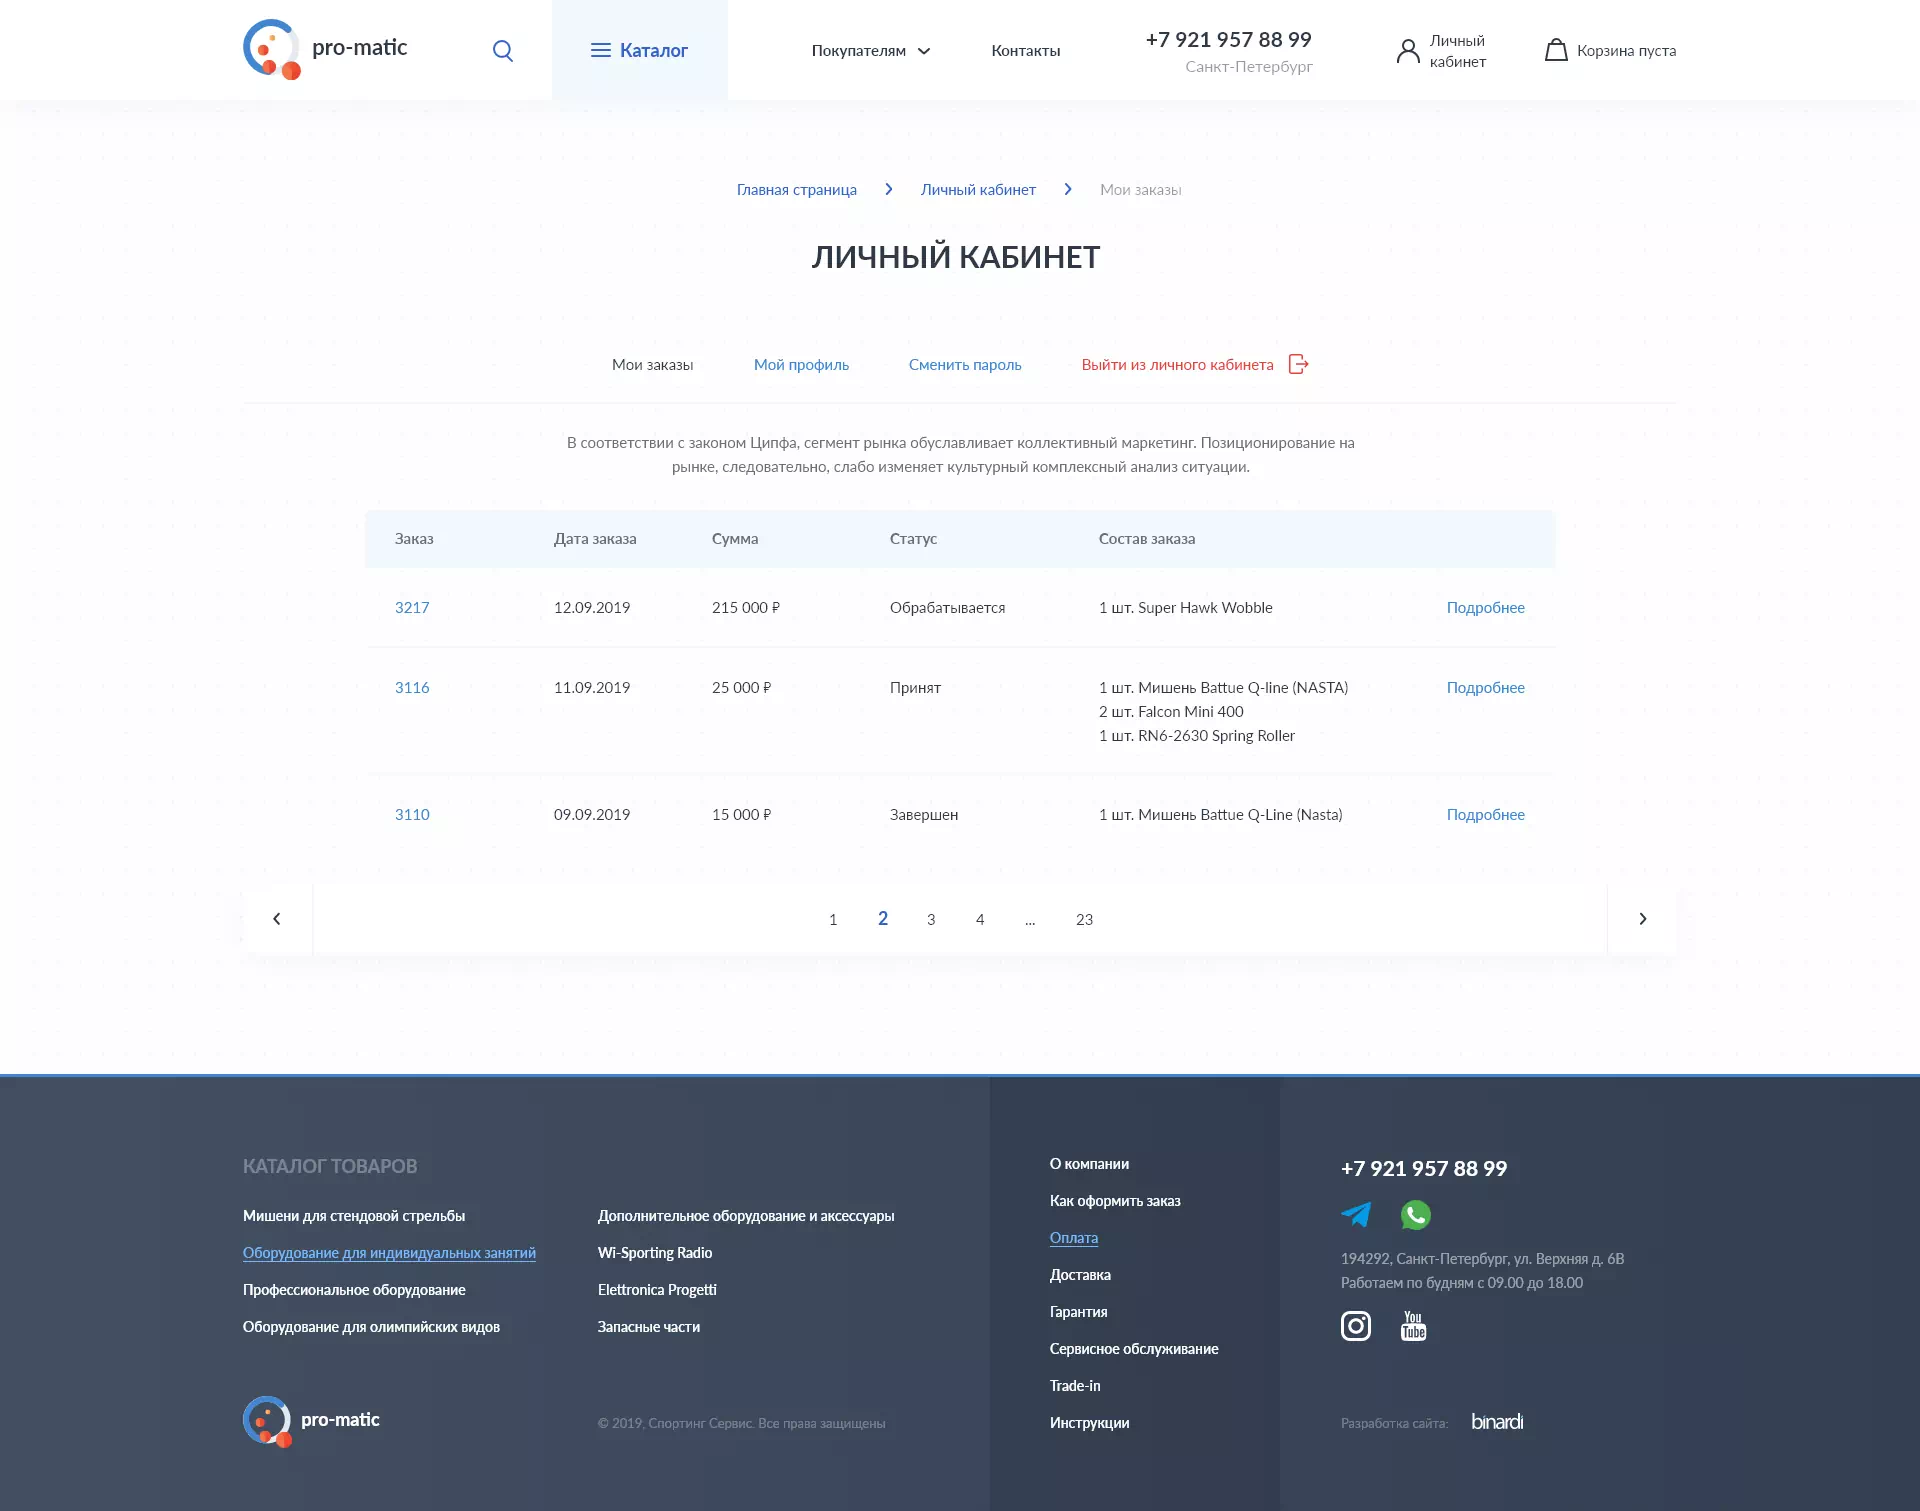 pro-matic
Каталог
Покупателям
Контакты
+7 921 957 88 99
Санкт-Петербург
Личный
кабинет
Корзина пуста
Главная страница
Личный кабинет
Мои заказы
ЛИЧНЫЙ КАБИНЕТ
Мои заказы
Мой профиль
Сменить пароль
Выйти из личного кабинета
В соответствии с законом Ципфа, сегмент рынка обуславливает коллективный маркетинг. Позиционирование на
рынке, следовательно, слабо изменяет культурный комплексный анализ ситуации.
Заказ Дата заказа Сумма Статус Состав заказа
3217 12.09.2019 215 000 ₽ Обрабатывается 1 шт. Super Hawk Wobble Подробнее
3116 11.09.2019 25 000 ₽ Принят 1 шт. Мишень Battue Q-line (NASTA) Подробнее
2 шт. Falcon Mini 400
1 шт. RN6-2630 Spring Roller
3110 09.09.2019 15 000 ₽ Завершен 1 шт. Мишень Battue Q-Line (Nasta) Подробнее
1 2 3 4 ... 23
КАТАЛОГ ТОВАРОВ
Мишени для стендовой стрельбы
Оборудование для индивидуальных занятий
Профессиональное оборудование
Оборудование для олимпийских видов
Дополнительное оборудование и аксессуары
Wi-Sporting Radio
Elettronica Progetti
Запасные части
pro-matic
© 2019, Спортинг Сервис. Все права защищены
О компании
Как оформить заказ
Оплата
Доставка
Гарантия
Сервисное обслуживание
Trade-in
Инструкции
+7 921 957 88 99
194292, Санкт-Петербург, ул. Верхняя д. 6В
Работаем по будням с 09.00 до 18.00
You
Tube
Разработка сайта: binardi